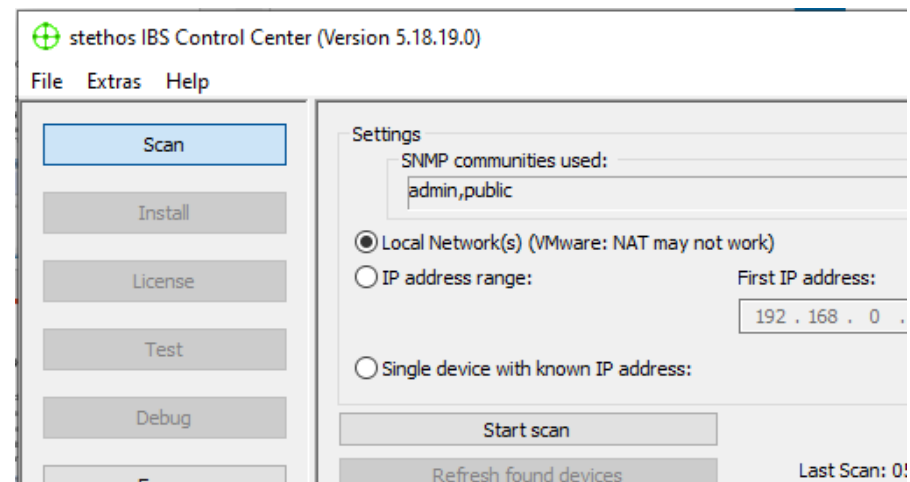 stethos IBS Control Center (Version 5.18.19.0)
File Extras Help
Scan
Install
License
Test
Debug
Settings
SNMP communities used:
admin,public
Local Network(s) (VMware: NAT may not work)
IP address range:
First IP address:
192 . 168 . 0 .
Single device with known IP address:
Start scan
Refresh found devices
Last Scan: 05